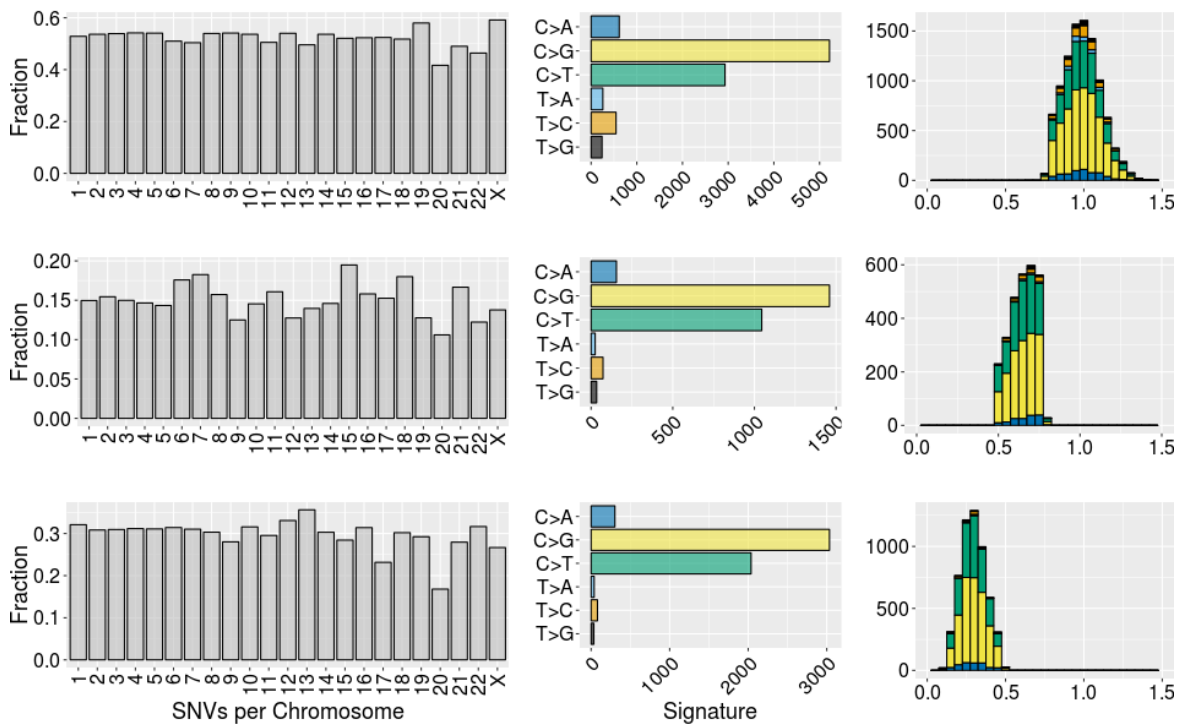 Fraction
0.6
0.4
0.2
0.0
1 2 3 4 5 6 7 8 9 10 11 12 13 14 15 16 17 18 19 20 21 22 X
C>A
C>G
C>T
T>A
T>C
T>G
0 1000 2000 3000 4000 5000
1500
1000
500
0
0.0 0.5 1.0 1.5
Fraction
0.20
0.15
0.10
0.05
0.00
1 2 3 4 5 6 7 8 9 10 11 12 13 14 15 16 17 18 19 20 21 22 X
C>A
C>G
C>T
T>A
T>C
T>G
0 500 1000 1500
600
400
200
0
0.0 0.5 1.0 1.5
Fraction
0.3
0.2
0.1
0.0
1 2 3 4 5 6 7 8 9 10 11 12 13 14 15 16 17 18 19 20 21 22 X
SNVs per Chromosome
C>A
C>G
C>T
T>A
T>C
T>G
0 1000 2000 3000
Signature
1000
500
0
0.0 0.5 1.0 1.5